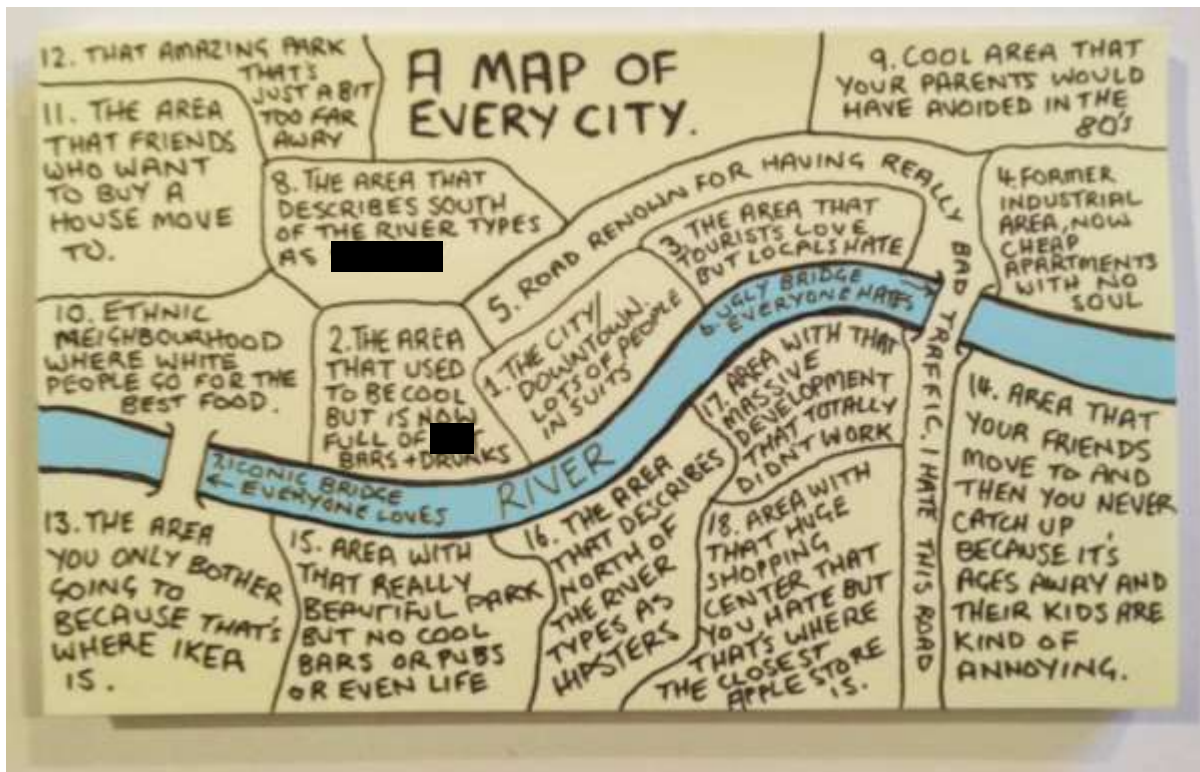 A MAP OF
EVERY CITY.
12. THAT AMAZING PARK
THAT'S
JUST A BIT
TOO FAR
AWAY
11. THE AREA
THAT FRIENDS
WHO WANT
TO BUY A
HOUSE MOVE
TO.
8. THE AREA THAT
DESCRIBES SOUTH
OF THE RIVER TYPES
AS
9. COOL AREA THAT
YOUR PARENTS WOULD
HAVE AVOIDED IN THE
80'S
4. FORMER
INDUSTRIAL
AREA, NOW
CHEAP
APARTMENTS
WITH NO
SOUL
5. ROAD RENOWN FOR HAVING REALLY BAD TRAFFIC. I HATE THIS ROAD
3. THE AREA THAT
TOURISTS LOVE
BUT LOCALS HATE
10. ETHNIC
NEIGHBOURHOOD
WHERE WHITE
PEOPLE GO FOR THE
BEST FOOD.
2. THE AREA
THAT USED
TO BE COOL
BUT IS NOW
FULL OF
BARS + DRUNKS
1. THE CITY/
DOWNTOWN.
LOTS OF PEOPLE
IN SUITS
6. UGLY BRIDGE
EVERYONE HATES
RIVER
7. ICONIC BRIDGE
EVERYONE LOVES
13. THE AREA
YOU ONLY BOTHER
GOING TO
BECAUSE THAT'S
WHERE IKEA
IS.
15. AREA WITH
THAT REALLY
BEAUTIFUL PARK
BUT NO COOL
BARS OR PUBS
OR EVEN LIFE
16. THE AREA
THAT DESCRIBES
NORTH OF
THE RIVER
TYPES AS
HIPSTERS
17. AREA WITH THAT
MASSIVE
DEVELOPMENT
THAT TOTALLY
DIDN'T WORK
18. AREA WITH
THAT HUGE
SHOPPING
CENTER THAT
YOU HATE BUT
THAT'S WHERE
THE CLOSEST
APPLE STORE
IS.
14. AREA THAT
YOUR FRIENDS
MOVE TO AND
THEN YOU NEVER
CATCH UP
BECAUSE IT'S
AGES AWAY AND
THEIR KIDS ARE
KIND OF
ANNOYING.